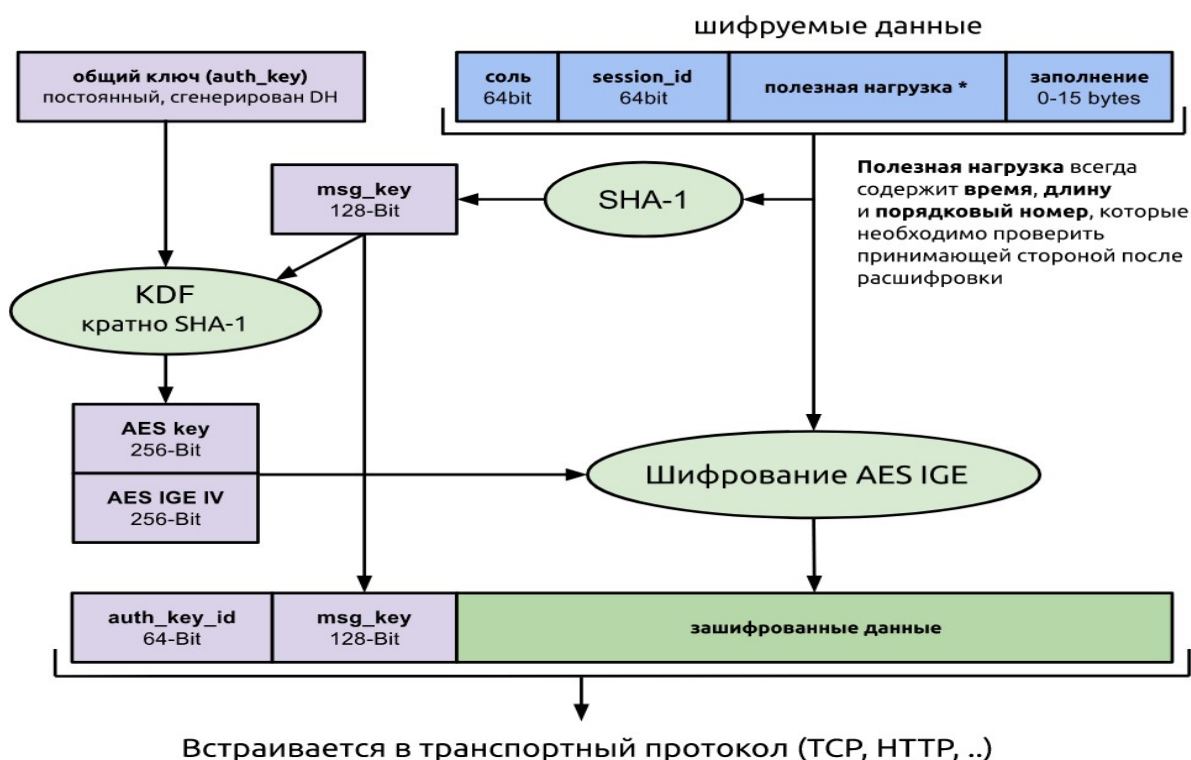 шифруемые данные
общий ключ (auth_key)
постоянный, сгенерирован DH
соль
64bit
session_id
64bit
полезная нагрузка *
заполнение
0-15 bytes
msg_key
128-Bit
SHA-1
Полезная нагрузка всегда
содержит время, длину
и порядковый номер, которые
необходимо проверить
принимающей стороной после
расшифровки
KDF
кратно SHA-1
AES key
256-Bit
AES IGE IV
256-Bit
Шифрование AES IGE
auth_key_id
64-Bit
msg_key
128-Bit
зашифрованные данные
Встраивается в транспортный протокол (TCP, HTTP, ..)